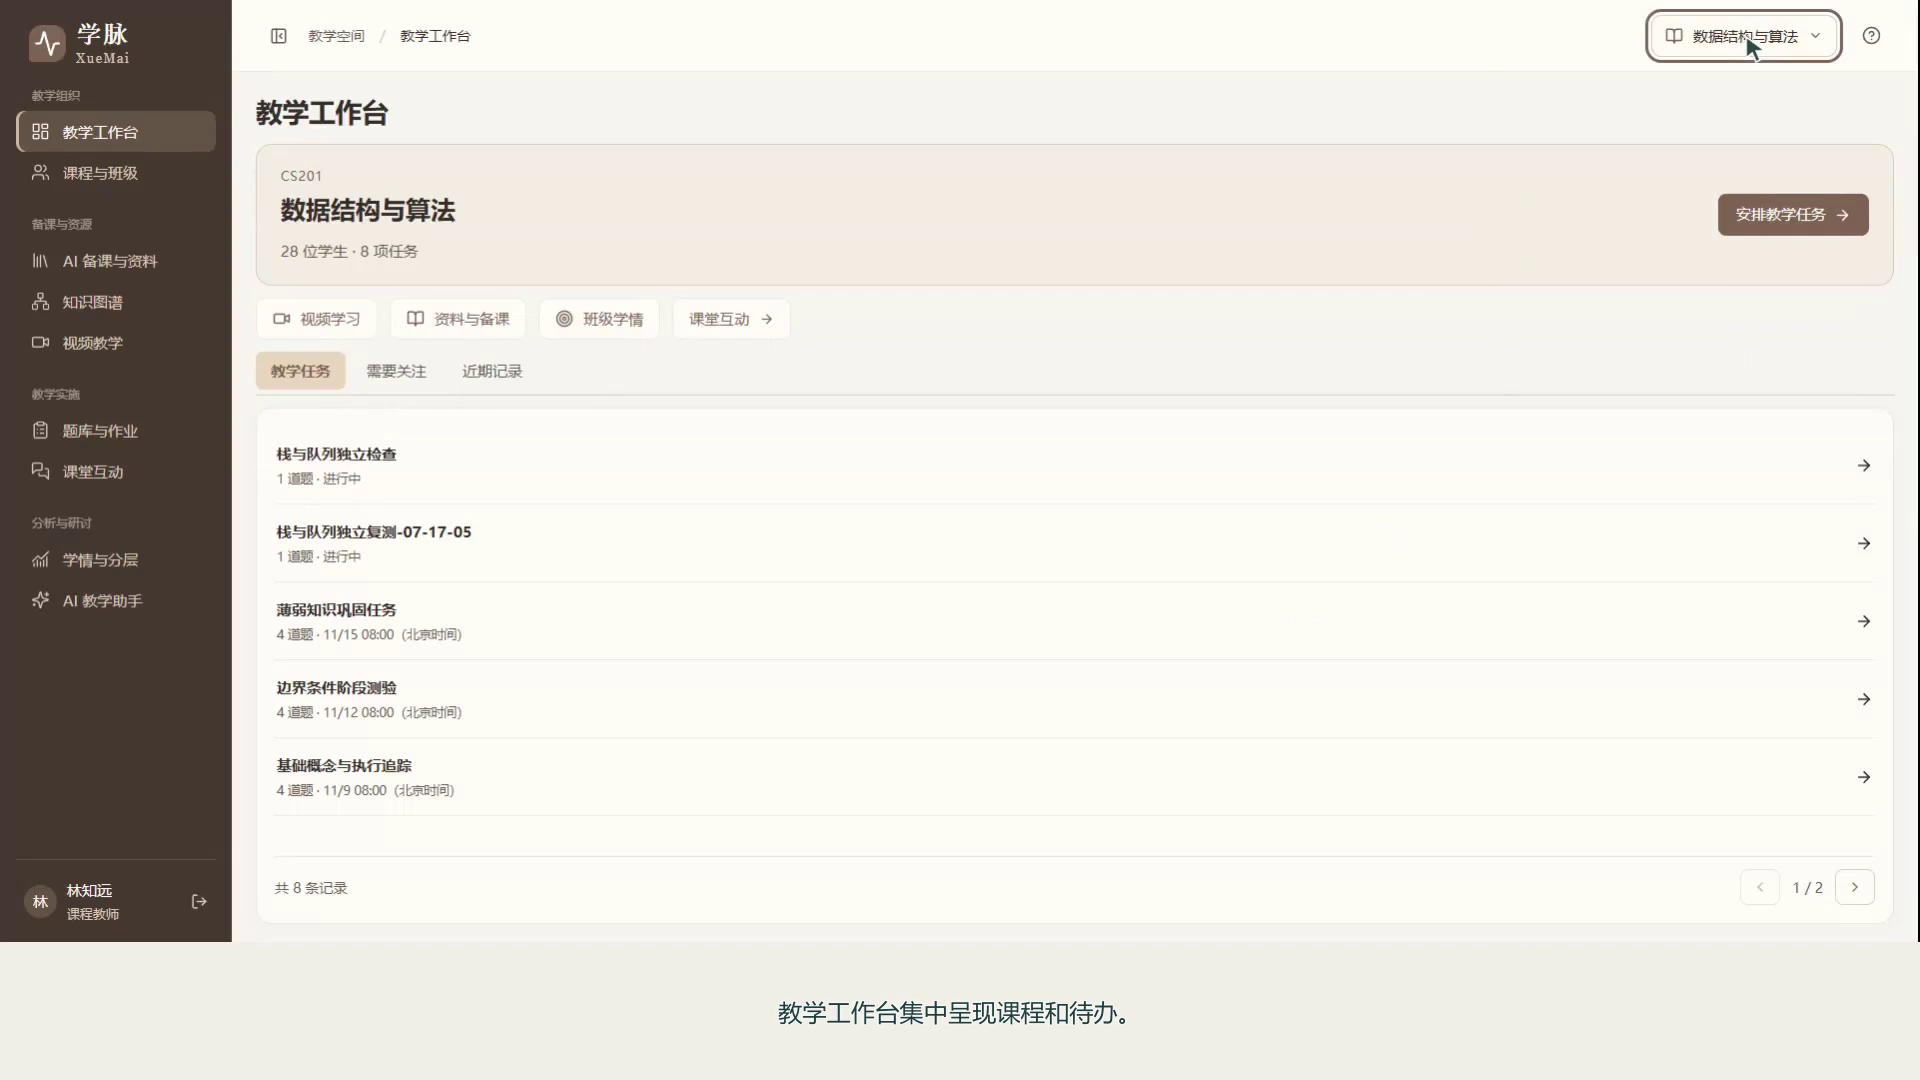 学脉
XueMai
教学组织
教学工作台
课程与班级
备课与资源
AI 备课与资料
知识图谱
视频教学
教学实施
题库与作业
课堂互动
分析与研讨
学情与分层
AI 教学助手
林
林知远
课程教师
教学空间 / 教学工作台
数据结构与算法
教学工作台
CS201
数据结构与算法
28 位学生 · 8 项任务
安排教学任务
视频学习
资料与备课
班级学情
课堂互动
教学任务
需要关注
近期记录
栈与队列独立检查
1 道题 · 进行中
栈与队列独立复测-07-17-05
1 道题 · 进行中
薄弱知识巩固任务
4 道题 · 11/15 08:00（北京时间）
边界条件阶段测验
4 道题 · 11/12 08:00（北京时间）
基础概念与执行追踪
4 道题 · 11/9 08:00（北京时间）
共 8 条记录
1 / 2
教学工作台集中呈现课程和待办。